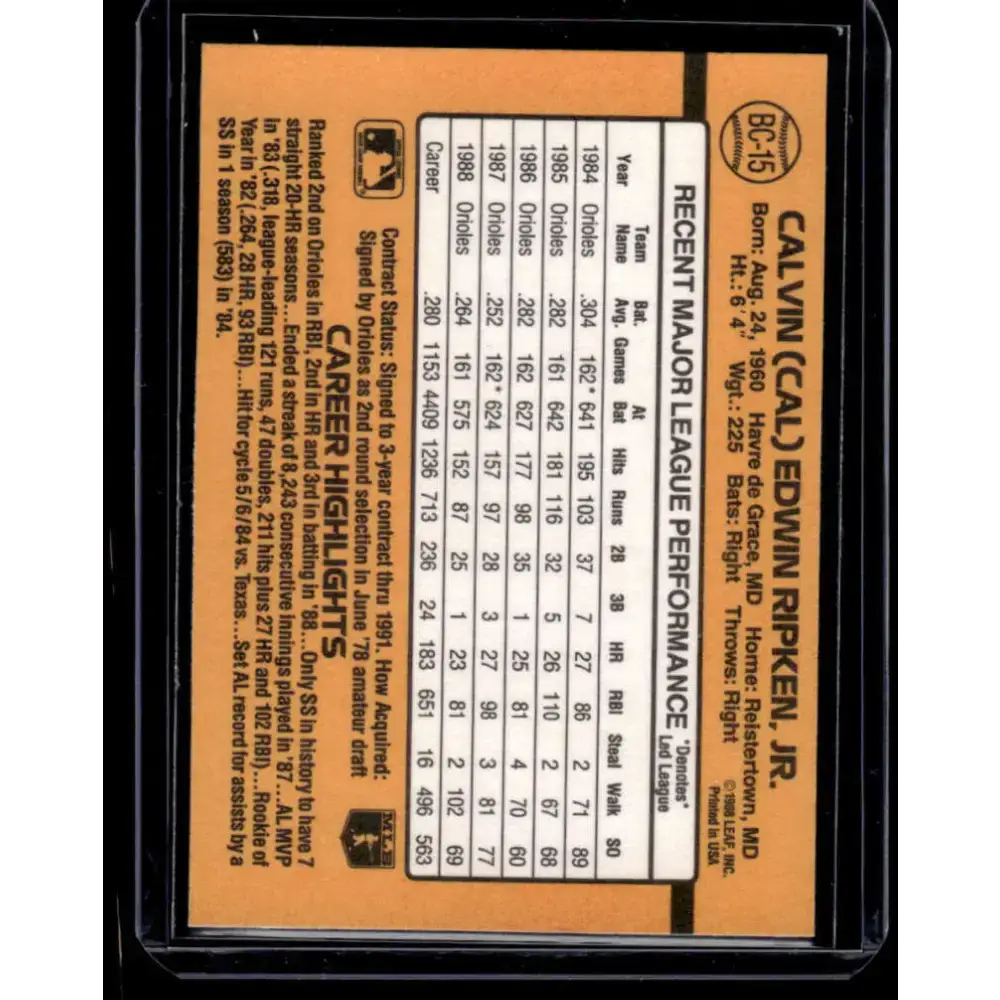 BC-15
CALVIN (CAL) EDWIN RIPKEN, JR.
Born: Aug. 24, 1960 Havre de Grace, MD Home: Reistertown, MD
Ht.: 6'4" Wgt.: 225 Bats: Right Throws: Right
© 1988 LEAF, INC.
Printed in USA
RECENT MAJOR LEAGUE PERFORMANCE *Denotes*
Led League
Year Team Name Bat. Avg. Games At Bat Hits Runs 2B 3B HR RBI Steal Walk SO
1984 Orioles .304 162* 641 195 103 37 7 27 86 2 71 89
1985 Orioles .282 161 642 181 116 32 5 26 110 2 67 68
1986 Orioles .282 162 627 177 98 35 1 25 81 4 70 60
1987 Orioles .252 162* 624 157 97 28 3 27 98 3 81 77
1988 Orioles .264 161 575 152 87 25 1 23 81 2 102 69
Career .280 1153 4409 1236 713 236 24 183 651 16 496 563
Contract Status: Signed to 3-year contract thru 1991. How Acquired:
Signed by Orioles as 2nd round selection in June '78 amateur draft
MLB
CAREER HIGHLIGHTS
Ranked 2nd on Orioles in RBI, 2nd in HR and 3rd in batting in '88...Only SS in history to have 7
straight 20-HR seasons...Ended a streak of 8,243 consecutive innings played in '87...AL MVP
in '83 (.318, league-leading 121 runs, 47 doubles, 211 hits plus 27 HR and 102 RBI)...Rookie of
Year in '82 (.264, 28 HR, 93 RBI)...Hit for cycle 5/6/84 vs. Texas...Set AL record for assists by a
SS in 1 season (583) in '84.